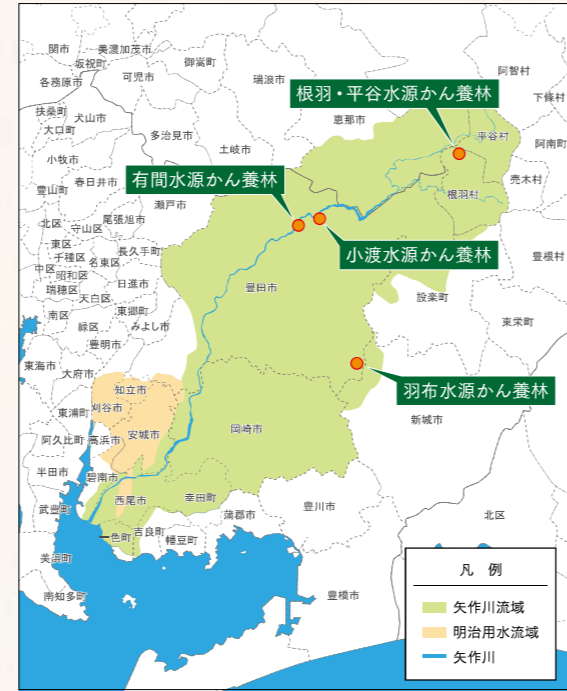 関市
美濃加茂市
坂祝町
御嵩町
各務原市
可児市
瑞浪市
阿智村
根羽・平谷水源かん養林
下條村
扶桑町
犬山市
恵那市
大口町
多治見市
土岐市
平谷村
阿南町
小牧市
有間水源かん養林
売木村
豊山町
春日井市
瀬戸市
根羽村
北区
尾張旭市
守山区
小渡水源かん養林
東区
長久手町
千種区
名東区
豊根村
中区
昭和区
日進市
豊田市
瑞穂区
天白区
設楽町
南区
東郷町
東栄町
緑区
みよし市
豊明市
東海市
大府市
知立市
羽布水源かん養林
東浦町
刈谷市
新城市
阿久比町
高浜市
安城市
岡崎市
半田市
碧南市
西尾市
幸田町
武豊町
蒲郡市
豊川市
北区
一色町
吉良町
幡豆町
美浜町
南知多町
豊橋市
凡 例
矢作川流域
明治用水流域
矢作川